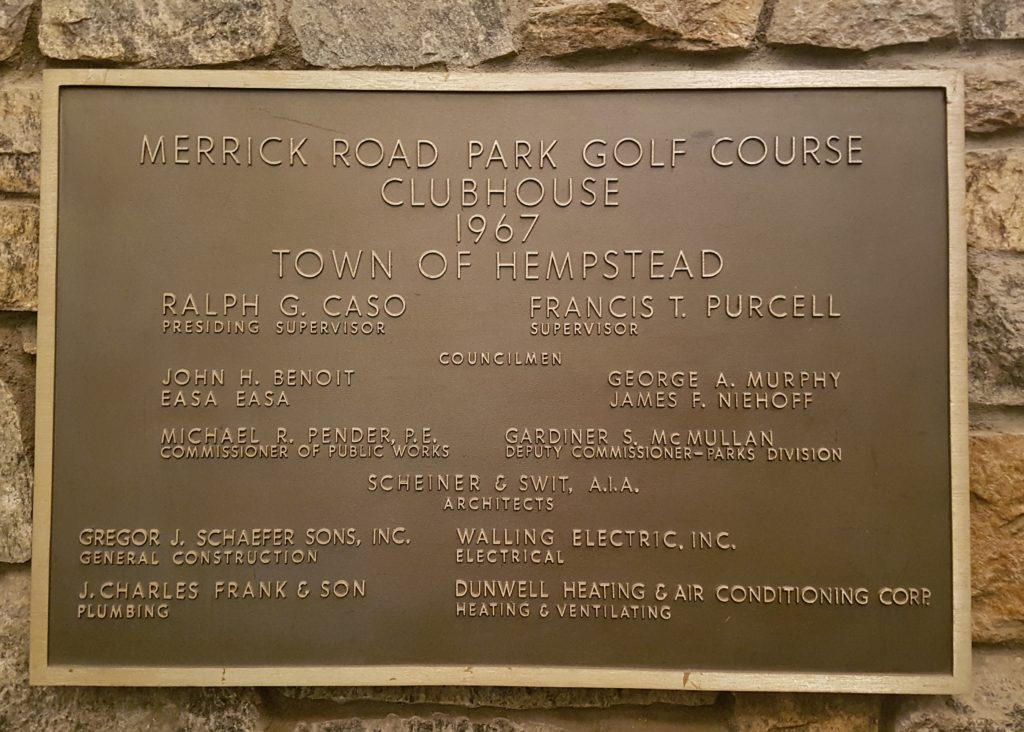 MERRICK ROAD PARK GOLF COURSE
CLUBHOUSE
1967
TOWN OF HEMPSTEAD
RALPH G. CASO FRANCIS T. PURCELL
PRESIDING SUPERVISOR SUPERVISOR
COUNCILMEN
JOHN H. BENOIT GEORGE A. MURPHY
EASA EASA JAMES F. NIEHOFF
MICHAEL R. PENDER, P.E. GARDINER S. McMULLAN
COMMISSIONER OF PUBLIC WORKS DEPUTY COMMISSIONER-PARKS DIVISION
SCHEINER & SWIT, A.I.A.
ARCHITECTS
GREGOR J. SCHAEFER SONS, INC. WALLING ELECTRIC, INC.
GENERAL CONSTRUCTION ELECTRICAL
J. CHARLES FRANK & SON DUNWELL HEATING & AIR CONDITIONING CORP.
PLUMBING HEATING & VENTILATING